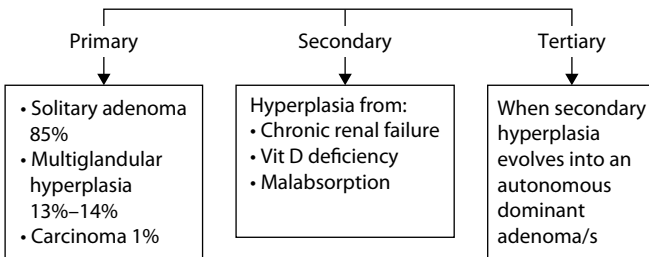 Primary
Secondary
Tertiary
• Solitary adenoma
85%
• Multiglandular
hyperplasia
13%–14%
• Carcinoma 1%
Hyperplasia from:
• Chronic renal failure
• Vit D deficiency
• Malabsorption
When secondary
hyperplasia
evolves into an
autonomous
dominant
adenoma/s